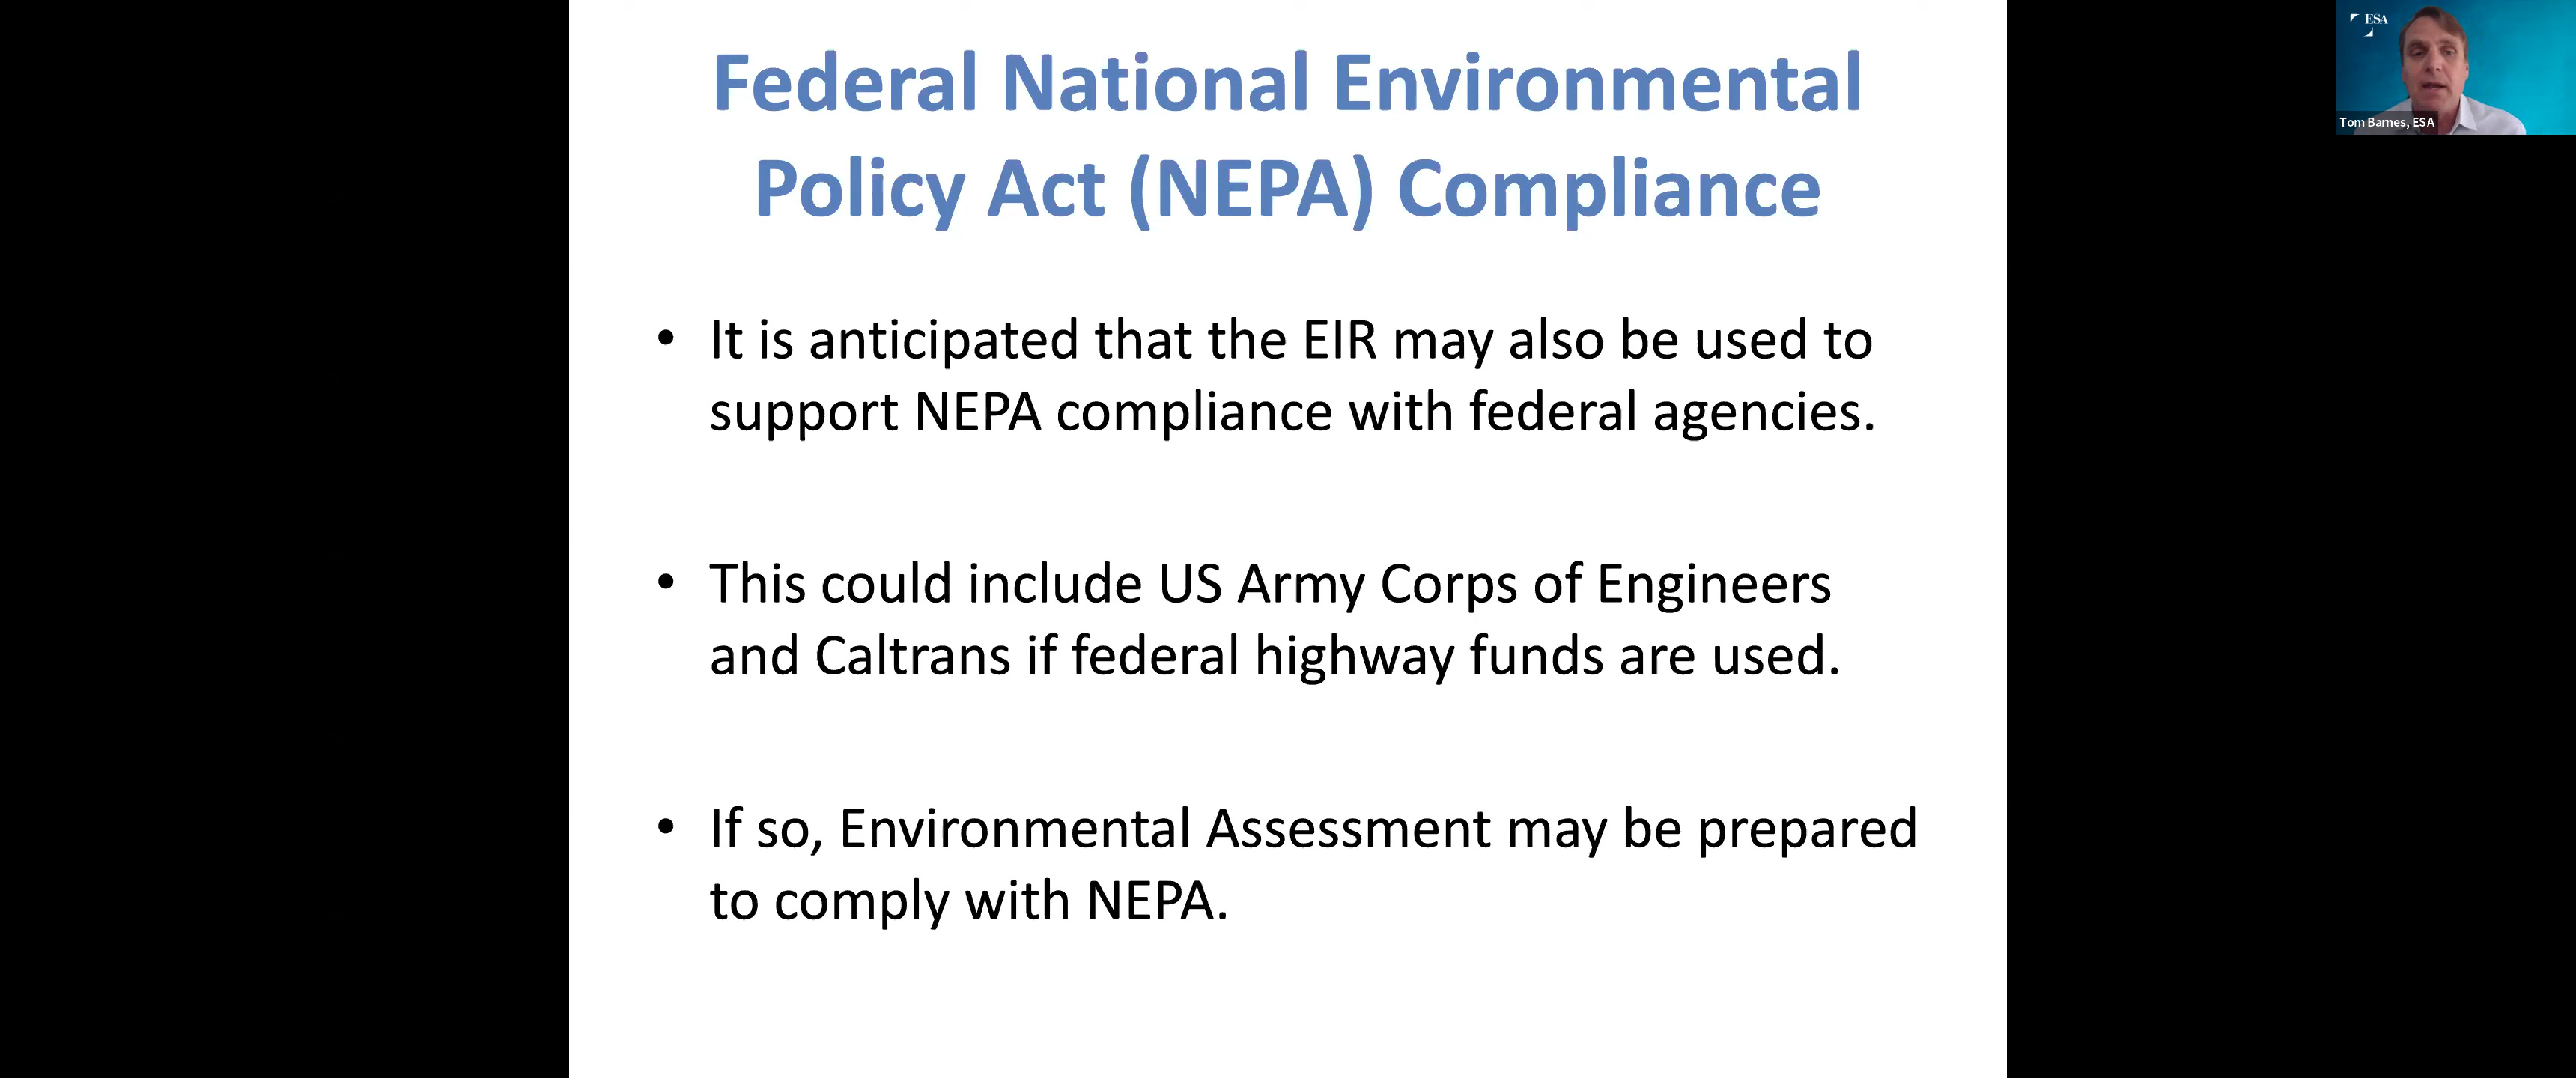 Federal National Environmental
Policy Act (NEPA) Compliance
• It is anticipated that the EIR may also be used to
support NEPA compliance with federal agencies.
• This could include US Army Corps of Engineers
and Caltrans if federal highway funds are used.
• If so, Environmental Assessment may be prepared
to comply with NEPA.
ESA
Tom Barnes, ESA